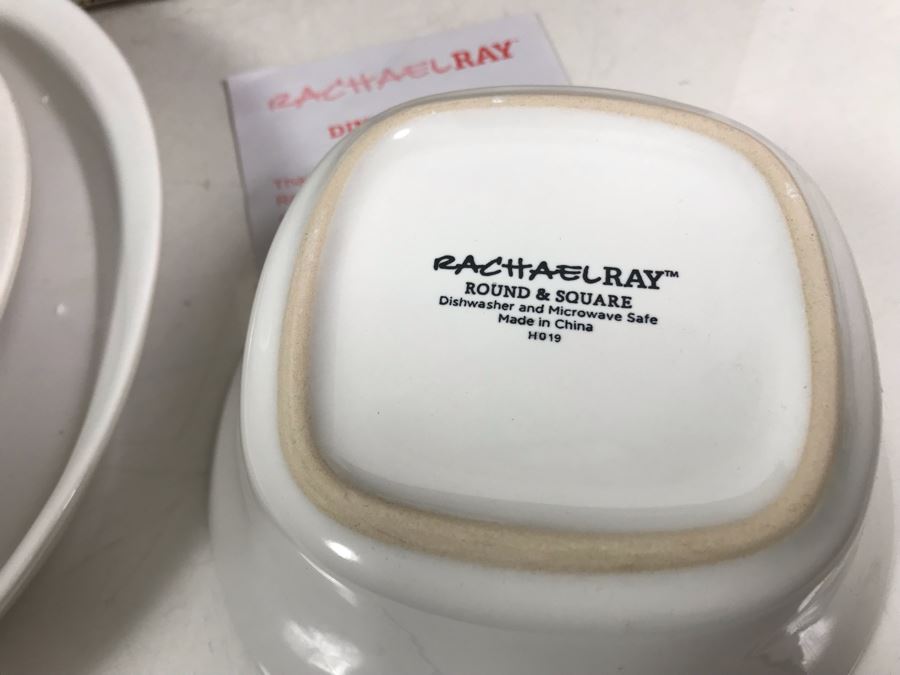 RACHAELRAY
RACHAELRAY™
ROUND & SQUARE
Dishwasher and Microwave Safe
Made in China
H019